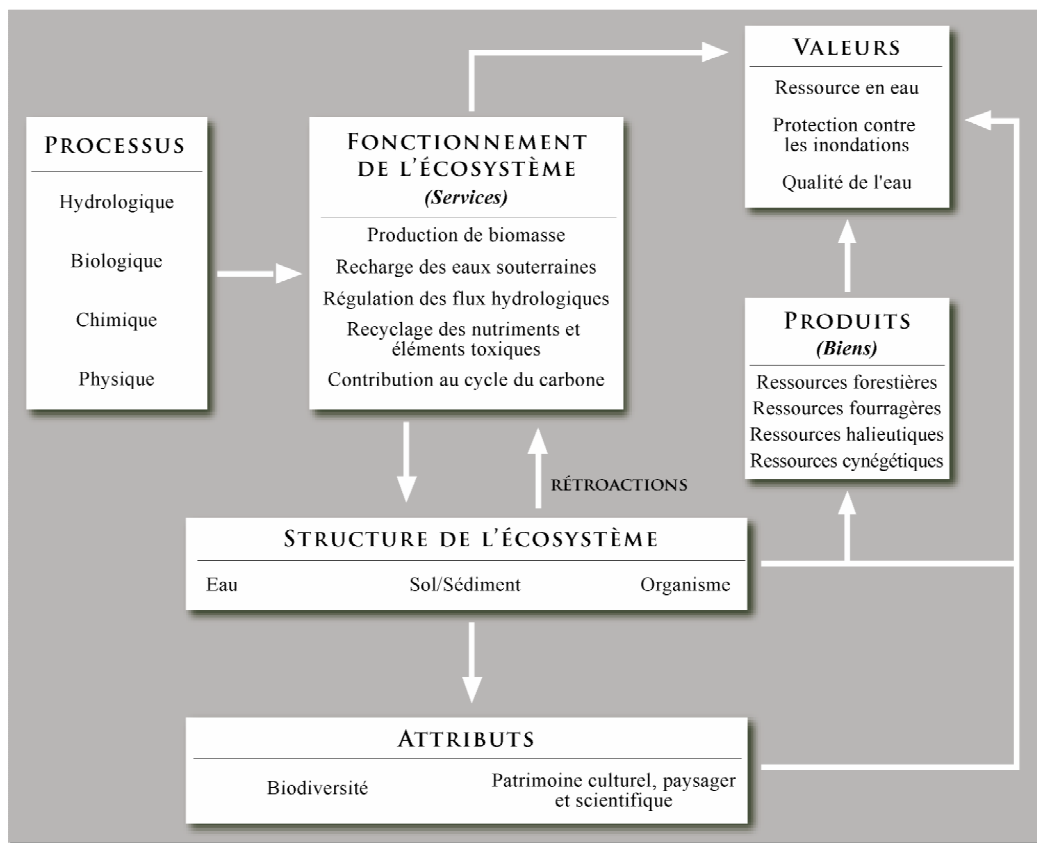 PROCESSUS
Hydrologique
Biologique
Chimique
Physique
FONCTIONNEMENT
DE L'ÉCOSYSTÈME
(Services)
Production de biomasse
Recharge des eaux souterraines
Régulation des flux hydrologiques
Recyclage des nutriments et
éléments toxiques
Contribution au cycle du carbone
VALEURS
Ressource en eau
Protection contre
les inondations
Qualité de l'eau
PRODUITS
(Biens)
Ressources forestières
Ressources fourragères
Ressources halieutiques
Ressources cynégétiques
RÉTROACTIONS
STRUCTURE DE L'ÉCOSYSTÈME
Eau Sol/Sédiment Organisme
ATTRIBUTS
Biodiversité
Patrimoine culturel, paysager
et scientifique